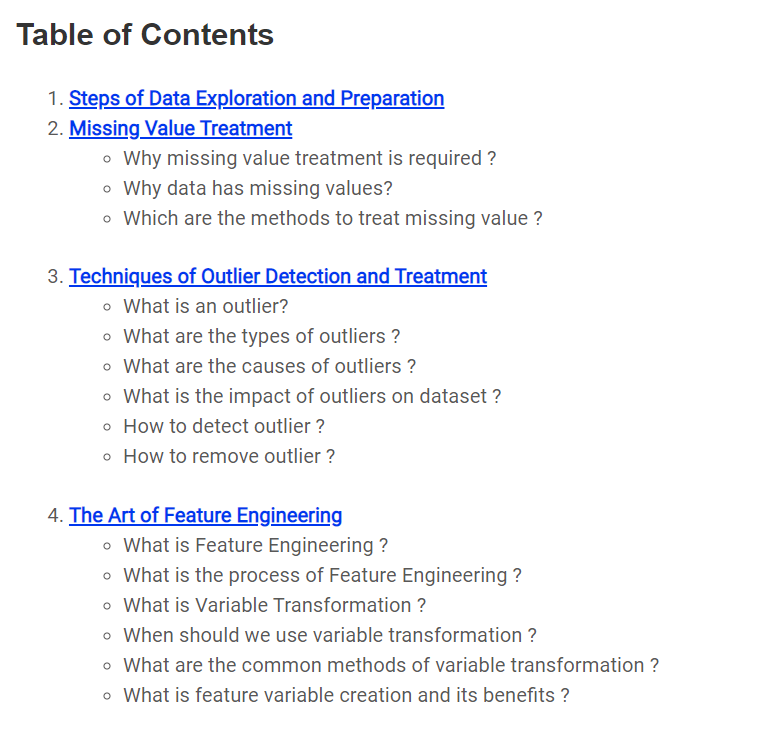 Table of Contents
1. Steps of Data Exploration and Preparation
2. Missing Value Treatment
Why missing value treatment is required ?
Why data has missing values?
Which are the methods to treat missing value ?
3. Techniques of Outlier Detection and Treatment
What is an outlier?
What are the types of outliers ?
What are the causes of outliers ?
What is the impact of outliers on dataset ?
How to detect outlier ?
How to remove outlier ?
4. The Art of Feature Engineering
What is Feature Engineering ?
What is the process of Feature Engineering ?
What is Variable Transformation ?
When should we use variable transformation ?
What are the common methods of variable transformation ?
What is feature variable creation and its benefits ?